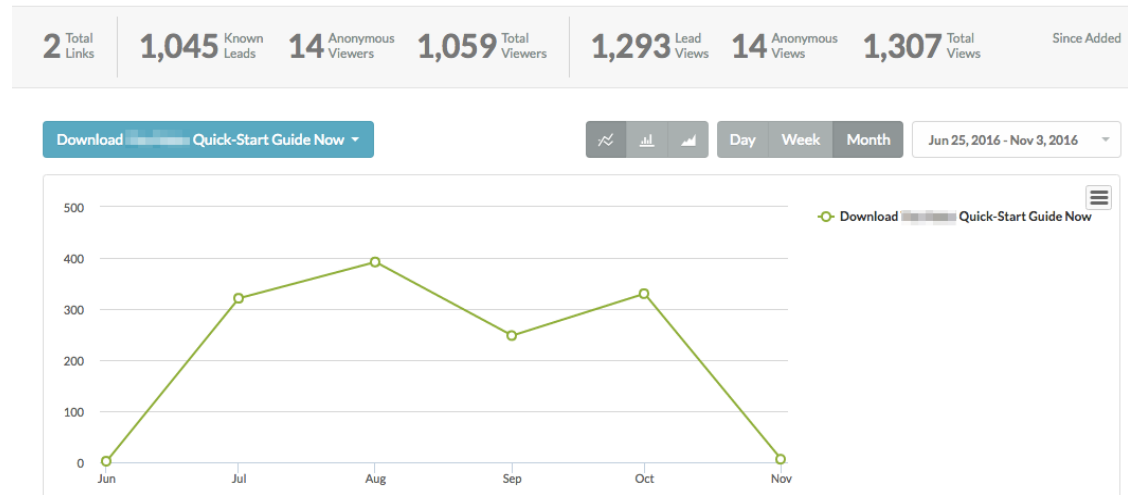 2 Total Links 1,045 Known Leads 14 Anonymous Viewers 1,059 Total Viewers 1,293 Lead Views 14 Anonymous Views 1,307 Total Views Since Added
Download Quick-Start Guide Now Day Week Month Jun 25, 2016 - Nov 3, 2016
Download Quick-Start Guide Now
500
400
300
200
100
0
Jun Jul Aug Sep Oct Nov